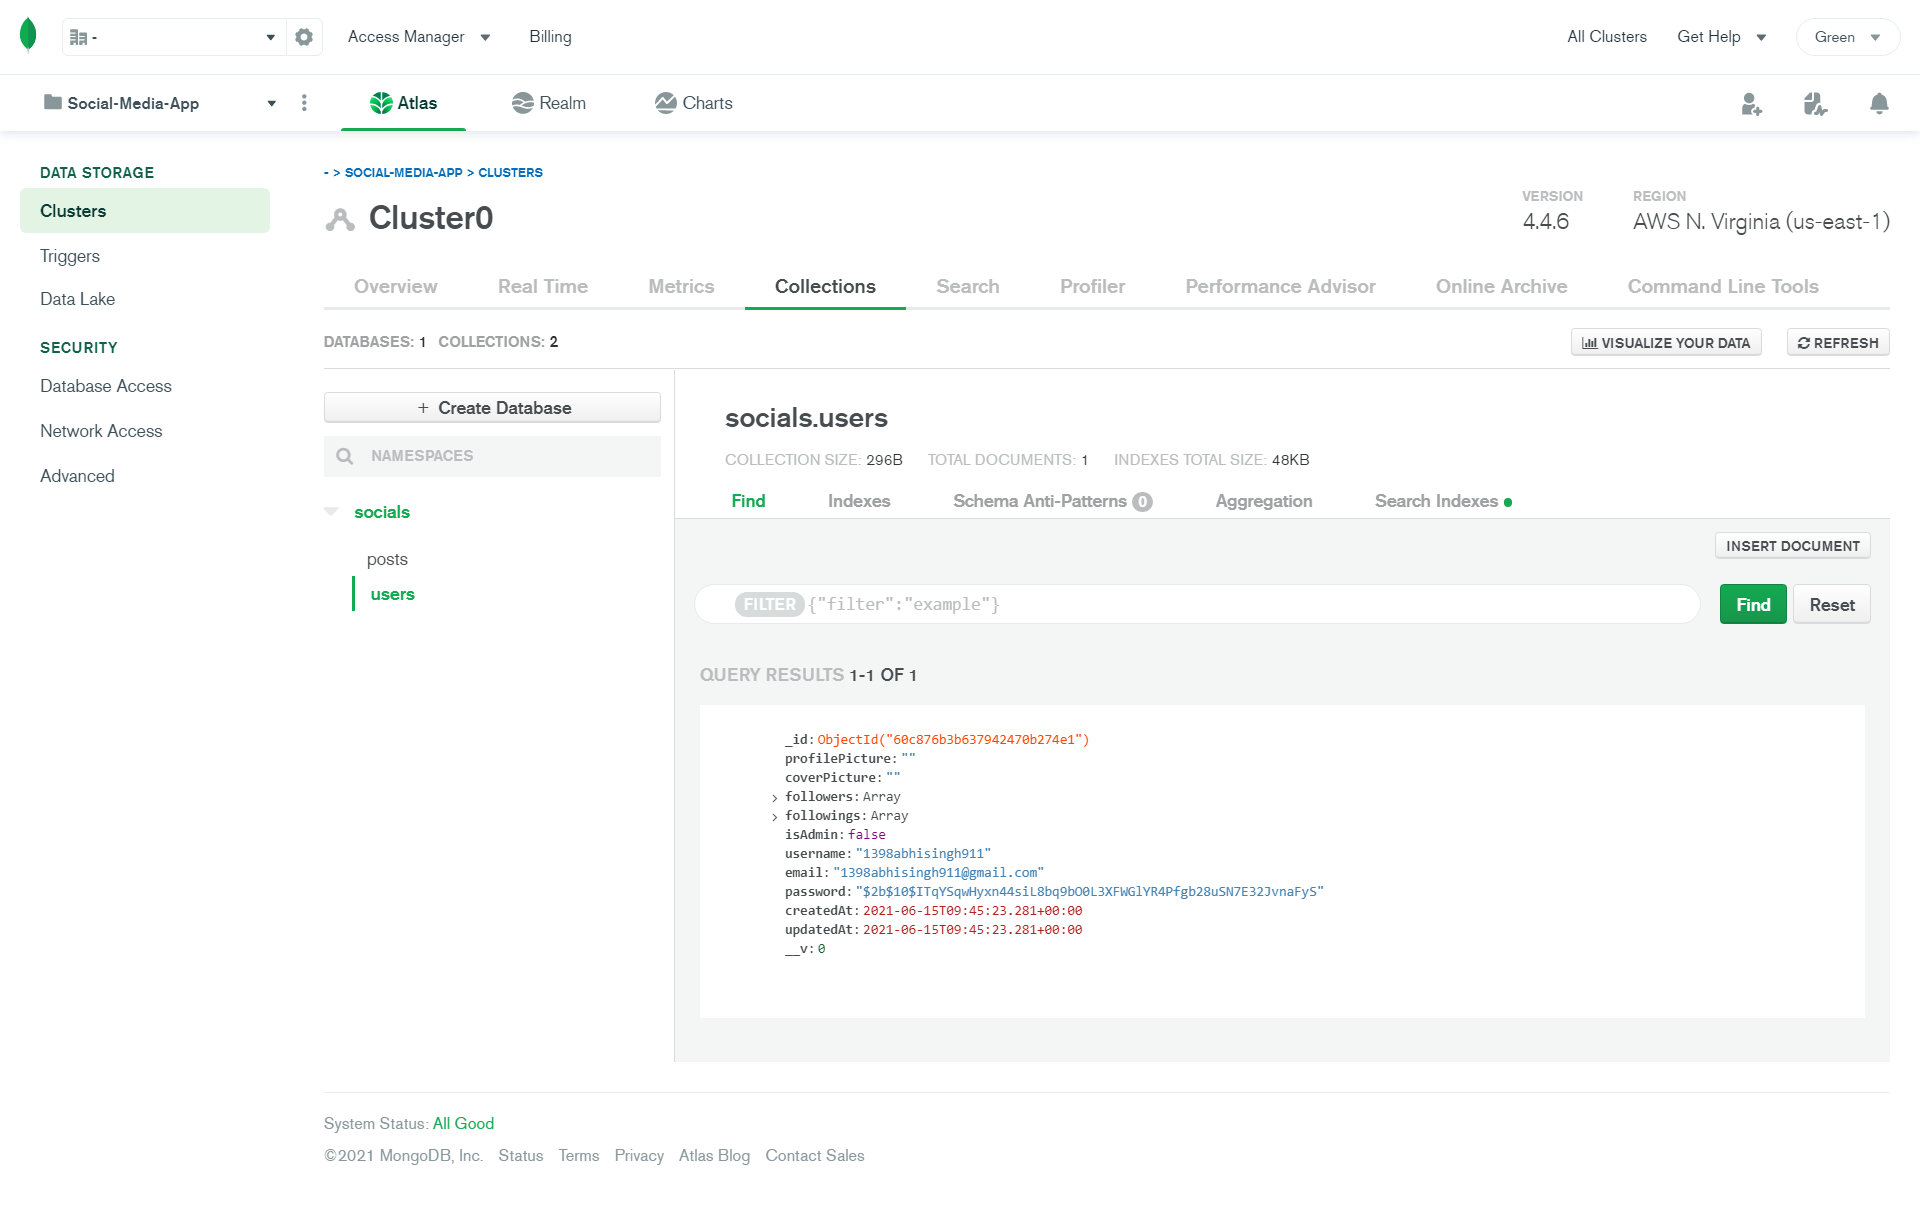 -
Access Manager
Billing
All Clusters
Get Help
Green
Social-Media-App
Atlas
Realm
Charts
DATA STORAGE
Clusters
Triggers
Data Lake
SECURITY
Database Access
Network Access
Advanced
- > SOCIAL-MEDIA-APP > CLUSTERS
Cluster0
VERSION
4.4.6
REGION
AWS N. Virginia (us-east-1)
Overview
Real Time
Metrics
Collections
Search
Profiler
Performance Advisor
Online Archive
Command Line Tools
DATABASES: 1 COLLECTIONS: 2
VISUALIZE YOUR DATA
REFRESH
+ Create Database
NAMESPACES
socials
posts
users
socials.users
COLLECTION SIZE: 296B TOTAL DOCUMENTS: 1 INDEXES TOTAL SIZE: 48KB
Find
Indexes
Schema Anti-Patterns 0
Aggregation
Search Indexes
INSERT DOCUMENT
FILTER {"filter":"example"}
Find
Reset
QUERY RESULTS 1-1 OF 1
_id: ObjectId("60c876b3b637942470b274e1")
profilePicture: ""
coverPicture: ""
followers: Array
followings: Array
isAdmin: false
username: "1398abhisingh911"
email: "1398abhisingh911@gmail.com"
password: "$2b$10$ITqYSqwHyxn44siL8bq9bO0L3XFWGlYR4Pfgb28uSN7E32JvnaFyS"
createdAt: 2021-06-15T09:45:23.281+00:00
updatedAt: 2021-06-15T09:45:23.281+00:00
__v: 0
System Status: All Good
©2021 MongoDB, Inc. Status Terms Privacy Atlas Blog Contact Sales